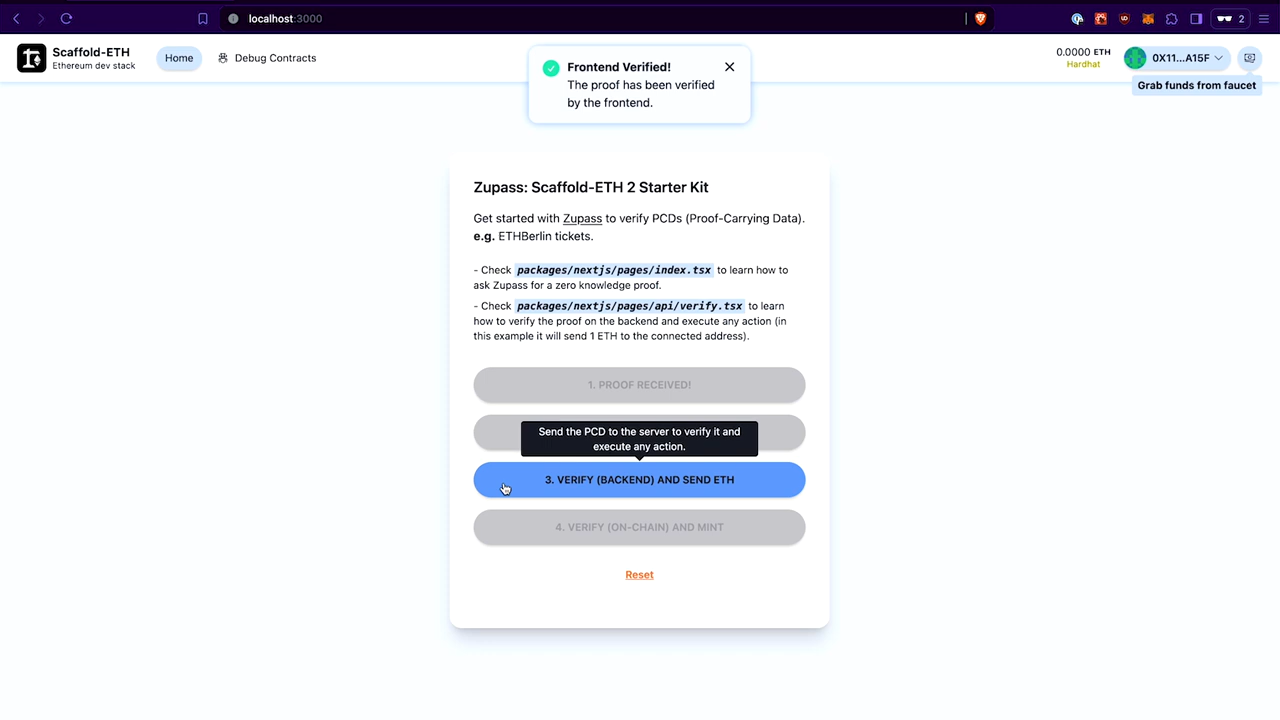 localhost:3000
2
Scaffold-ETH
Ethereum dev stack
Home
Debug Contracts
0.0000 ETH
Hardhat
0X11...A15F
Grab funds from faucet
Frontend Verified!
The proof has been verified
by the frontend.
Zupass: Scaffold-ETH 2 Starter Kit
Get started with Zupass to verify PCDs (Proof-Carrying Data).
e.g. ETHBerlin tickets.
- Check packages/nextjs/pages/index.tsx to learn how to
ask Zupass for a zero knowledge proof.
- Check packages/nextjs/pages/api/verify.tsx to learn
how to verify the proof on the backend and execute any action (in
this example it will send 1 ETH to the connected address).
1. PROOF RECEIVED!
Send the PCD to the server to verify it and
execute any action.
3. VERIFY (BACKEND) AND SEND ETH
4. VERIFY (ON-CHAIN) AND MINT
Reset